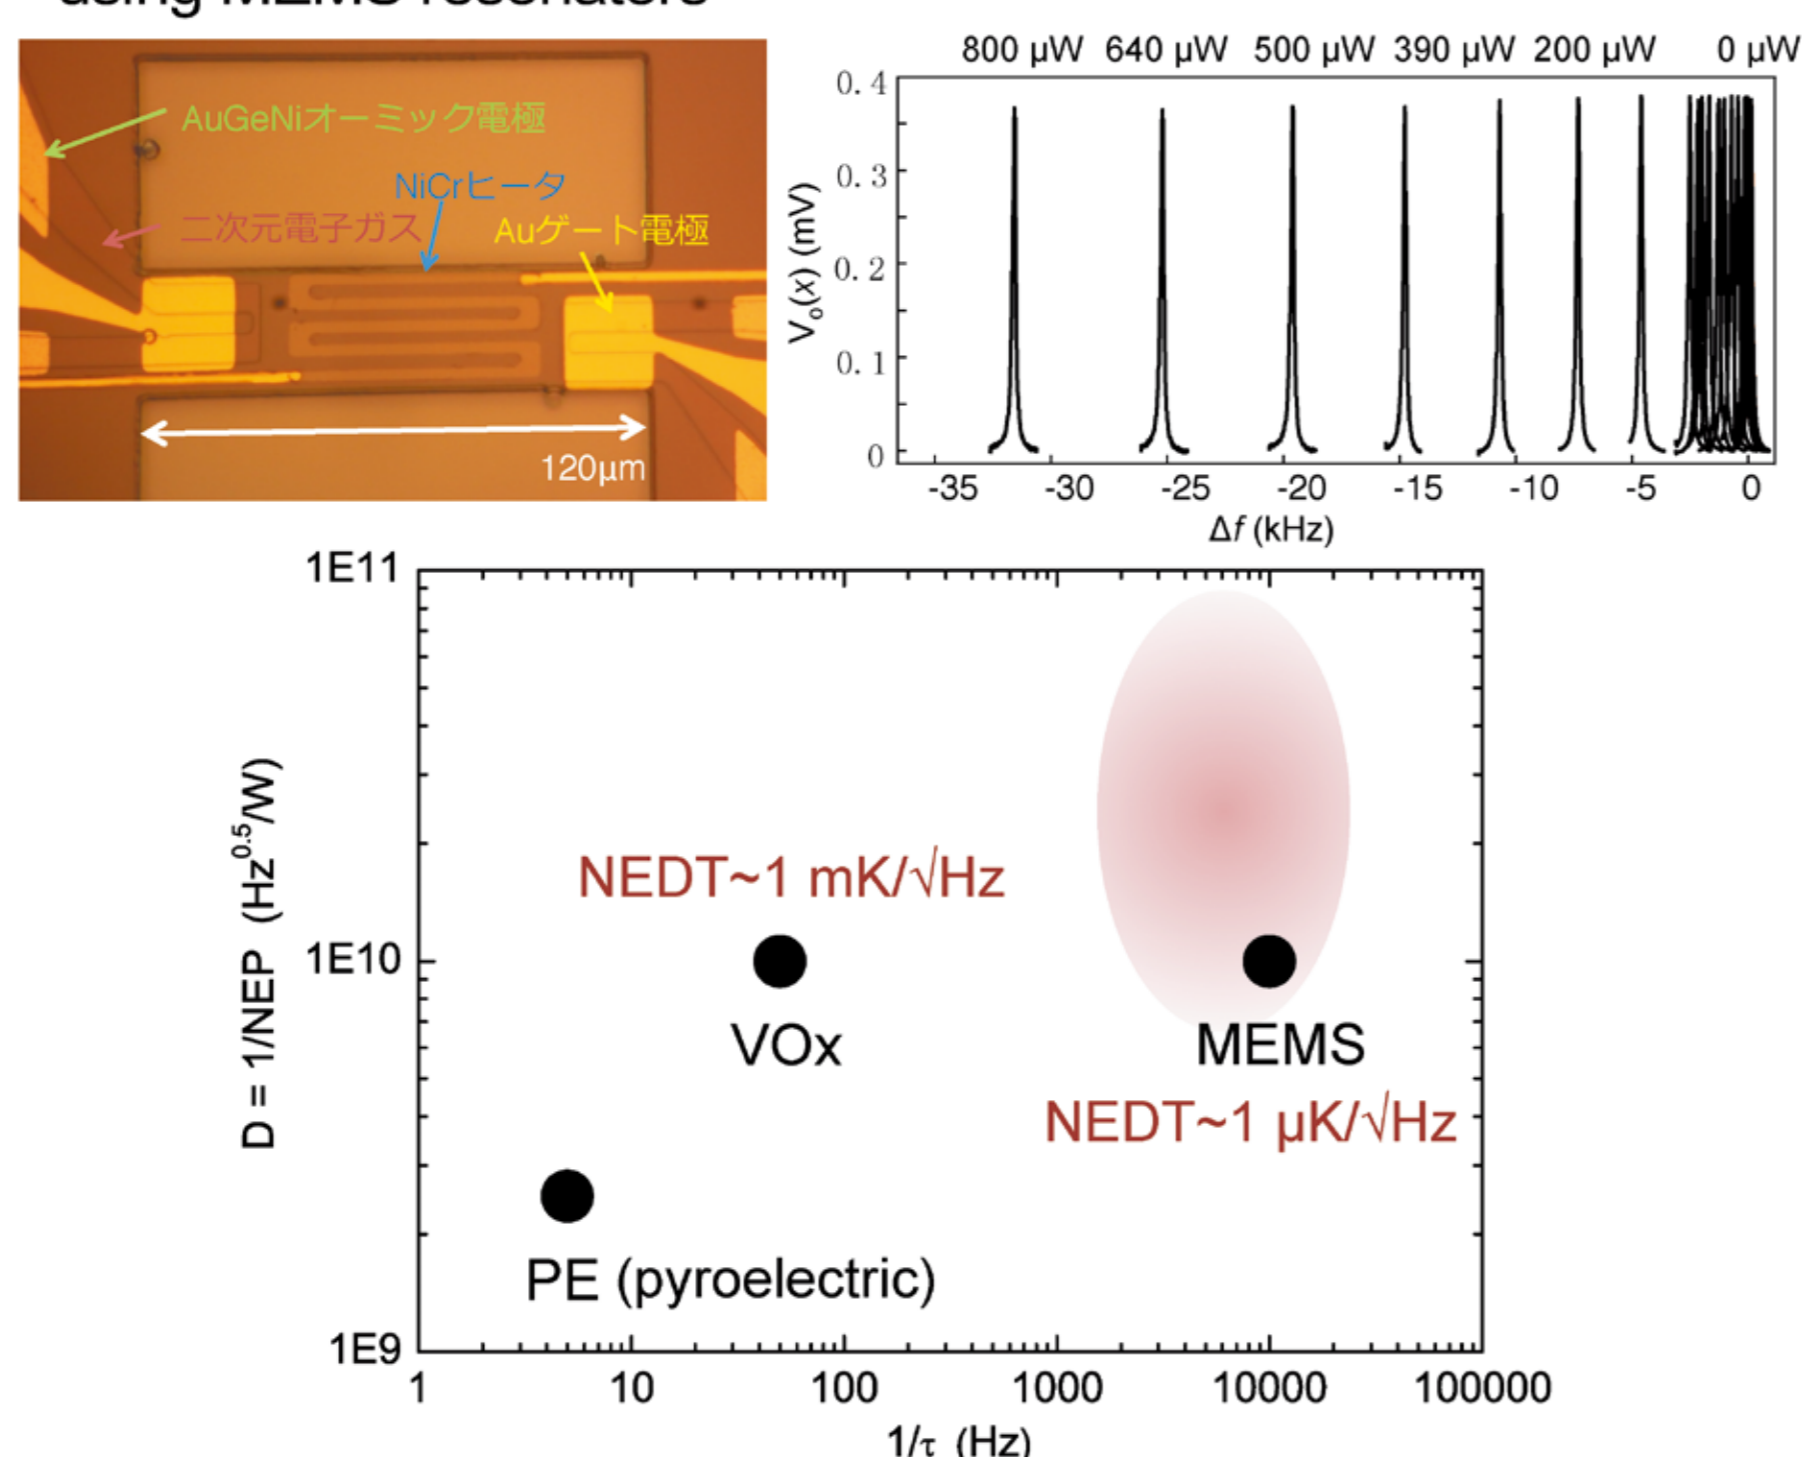 using MEMS resonators
AuGeNiオーミック電極
NiCrヒータ
二次元電子ガス
Auゲート電極
120μm
800 μW 640 μW 500 μW 390 μW 200 μW 0 μW
0.4
0.3
0.2
0.1
0
V₀(x) (mV)
-35 -30 -25 -20 -15 -10 -5 0
Δf (kHz)
1E11
1E10
1E9
D = 1/NEP (Hz^0.5/W)
NEDT~1 mK/√Hz
VOx
MEMS
NEDT~1 μK/√Hz
PE (pyroelectric)
1 10 100 1000 10000 100000
1/τ (Hz)